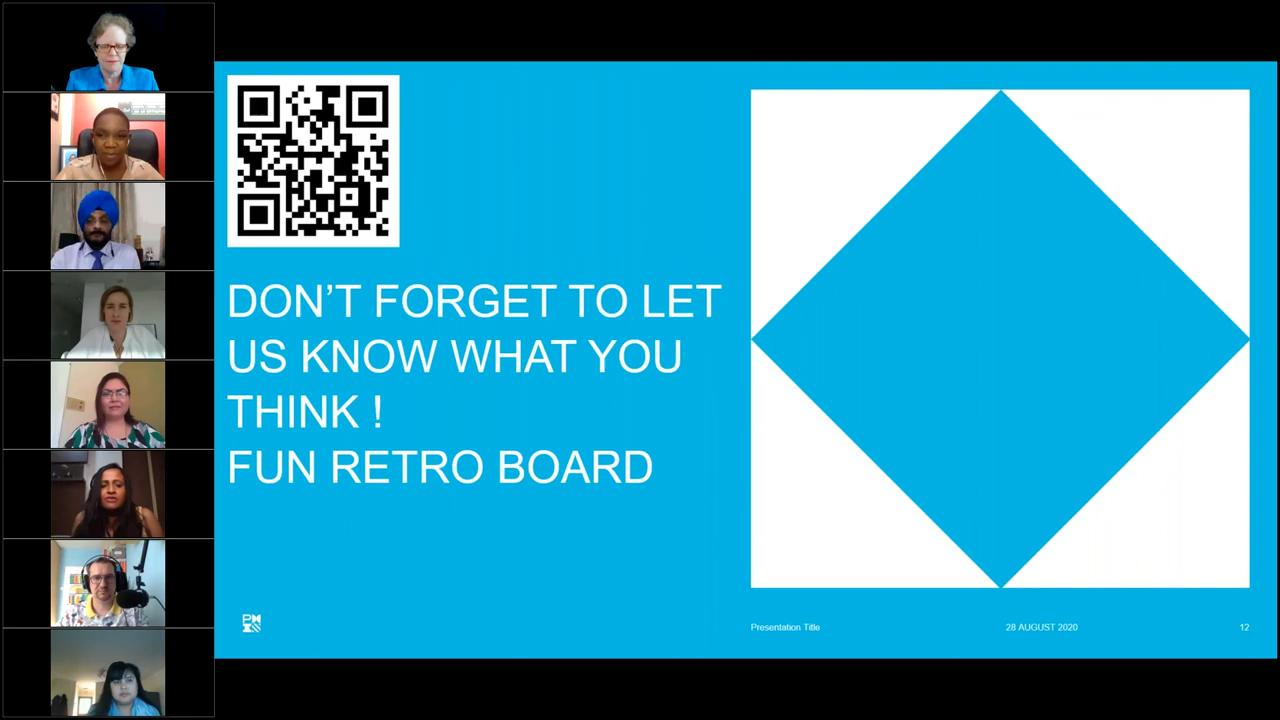 DON'T FORGET TO LET
US KNOW WHAT YOU
THINK !
FUN RETRO BOARD
Presentation Title
28 AUGUST 2020
12